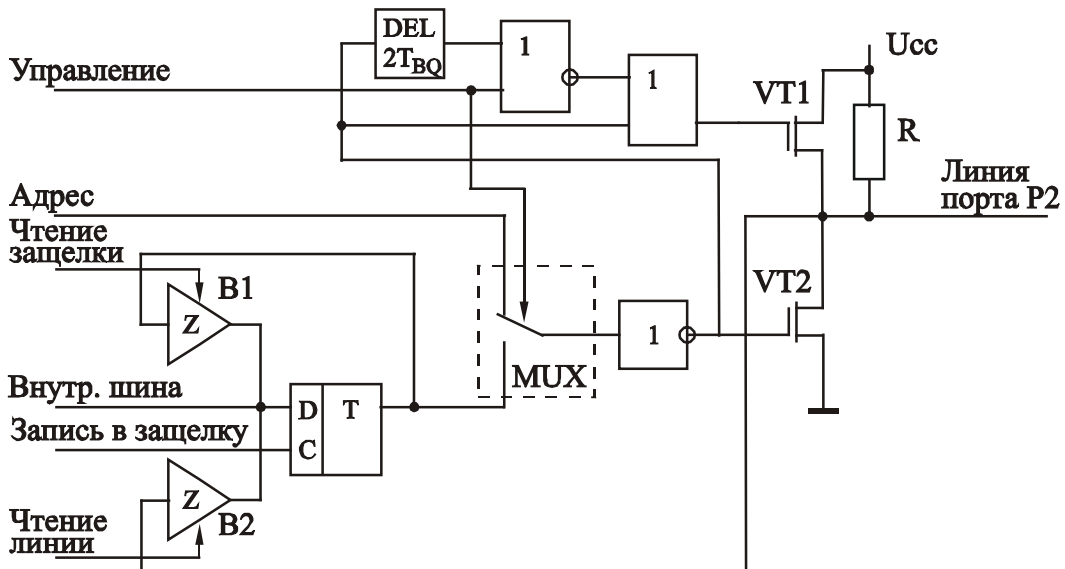 DEL
2TBQ
1
Ucc
Управление
1
VT1
R
Линия
порта P2
Адрес
Чтение
защелки
B1
Z
VT2
1
MUX
Внутр. шина
D T
Запись в защелку
C
Z
B2
Чтение
линии